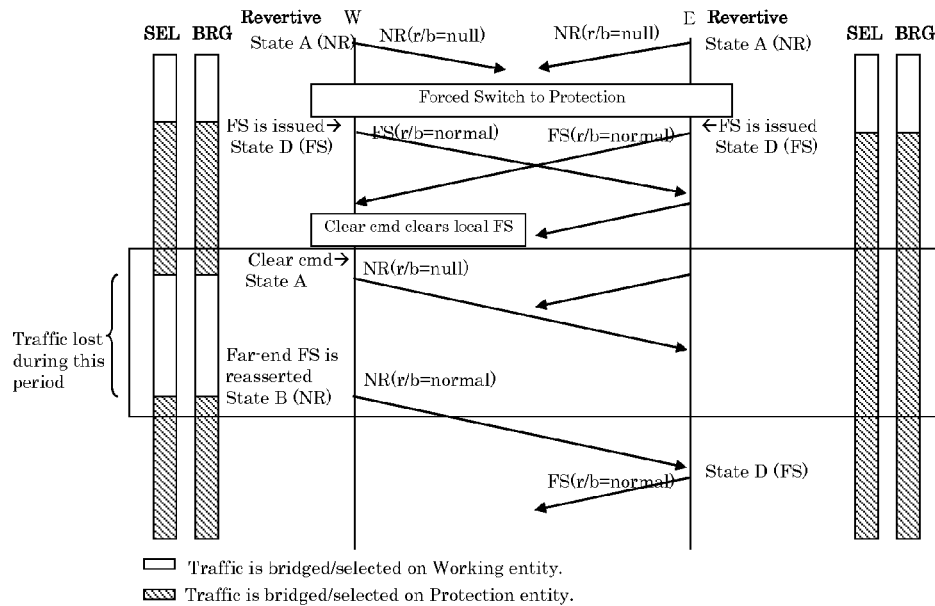 SEL BRG
Revertive
W
State A (NR)
NR(r/b=null)
NR(r/b=null)
E
Revertive
State A (NR)
SEL BRG
Forced Switch to Protection
FS is issued→
State D (FS)
FS(r/b=normal)
FS(r/b=normal)
←FS is issued
State D (FS)
Clear cmd clears local FS
Clear cmd→
State A
NR(r/b=null)
Traffic lost
during this
period
Far-end FS is
reasserted
State B (NR)
NR(r/b=normal)
State D (FS)
FS(r/b=normal)
Traffic is bridged/selected on Working entity.
Traffic is bridged/selected on Protection entity.